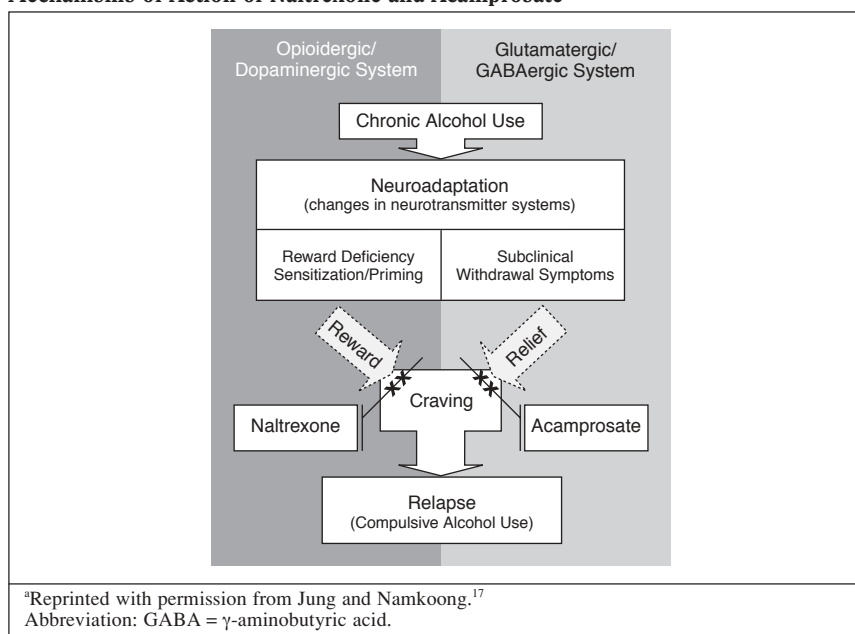 Mechanisms of Action of Naltrexone and Acamprosate
Opioidergic/
Dopaminergic System
Glutamatergic/
GABAergic System
Chronic Alcohol Use
Neuroadaptation
(changes in neurotransmitter systems)
Reward Deficiency
Sensitization/Priming
Subclinical
Withdrawal Symptoms
Reward
Relief
Craving
Naltrexone
Acamprosate
Relapse
(Compulsive Alcohol Use)
ᵃReprinted with permission from Jung and Namkoong.¹⁷
Abbreviation: GABA = γ-aminobutyric acid.